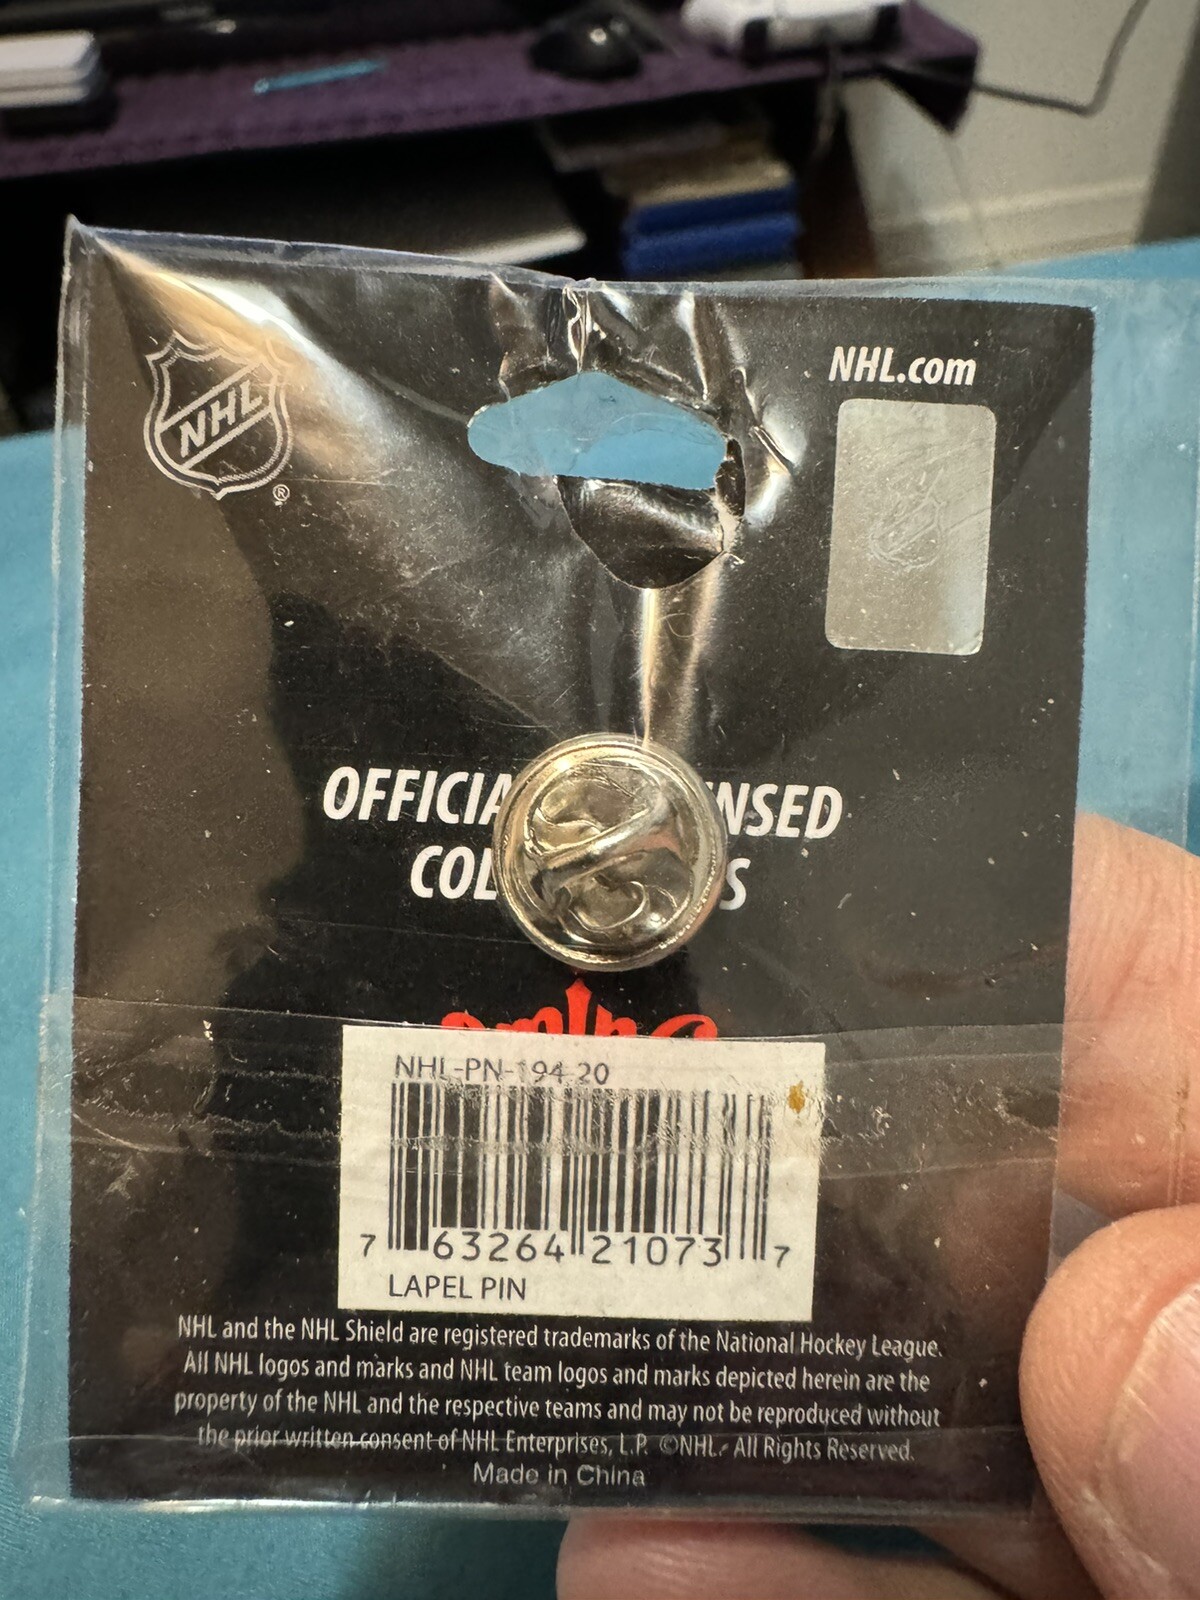 NHL
®
NHL.com
OFFICIA NSED
COL S
NHL-PN-194-20
7 63264 21073 7
LAPEL PIN
NHL and the NHL Shield are registered trademarks of the National Hockey League.
All NHL logos and marks and NHL team logos and marks depicted herein are the
property of the NHL and the respective teams and may not be reproduced without
the prior written consent of NHL Enterprises, L.P. ©NHL. All Rights Reserved.
Made in China